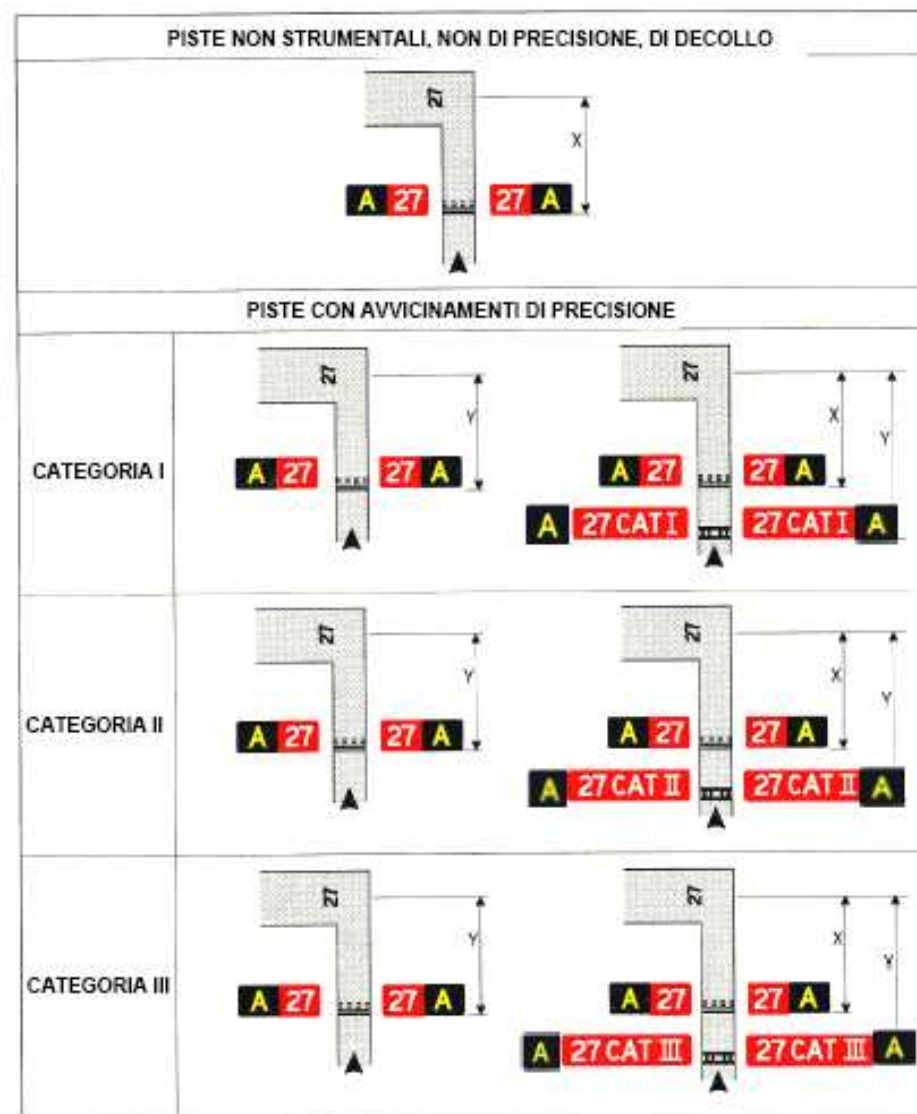 PISTE NON STRUMENTALI, NON DI PRECISIONE, DI DECOLLO
27
X
A 27 27 A
PISTE CON AVVICINAMENTI DI PRECISIONE
CATEGORIA I
27
Y
A 27 27 A
27
X
Y
A 27 27 A
A 27 CAT I 27 CAT I A
CATEGORIA II
27
Y
A 27 27 A
27
X
Y
A 27 27 A
A 27 CAT II 27 CAT II A
CATEGORIA III
27
Y
A 27 27 A
27
X
Y
A 27 27 A
A 27 CAT III 27 CAT III A